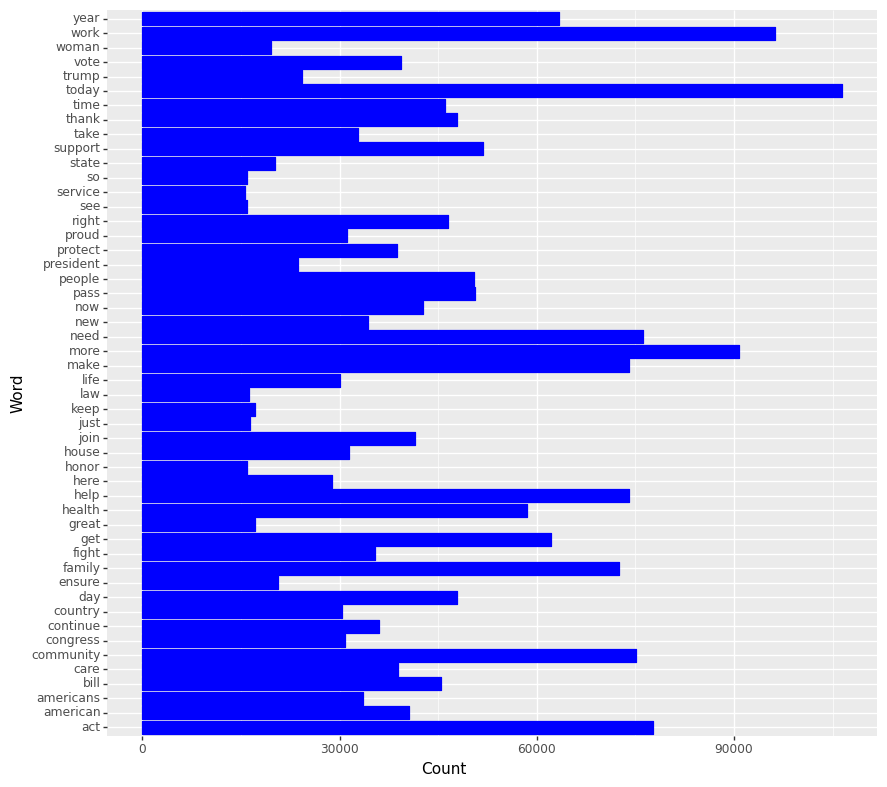 year
work
woman
vote
trump
today
time
thank
take
support
state
so
service
see
right
proud
protect
president
people
pass
now
new
need
more
make
life
law
keep
just
join
house
honor
here
help
health
great
get
fight
family
ensure
day
country
continue
congress
community
care
bill
americans
american
act
Word
0 30000 60000 90000
Count